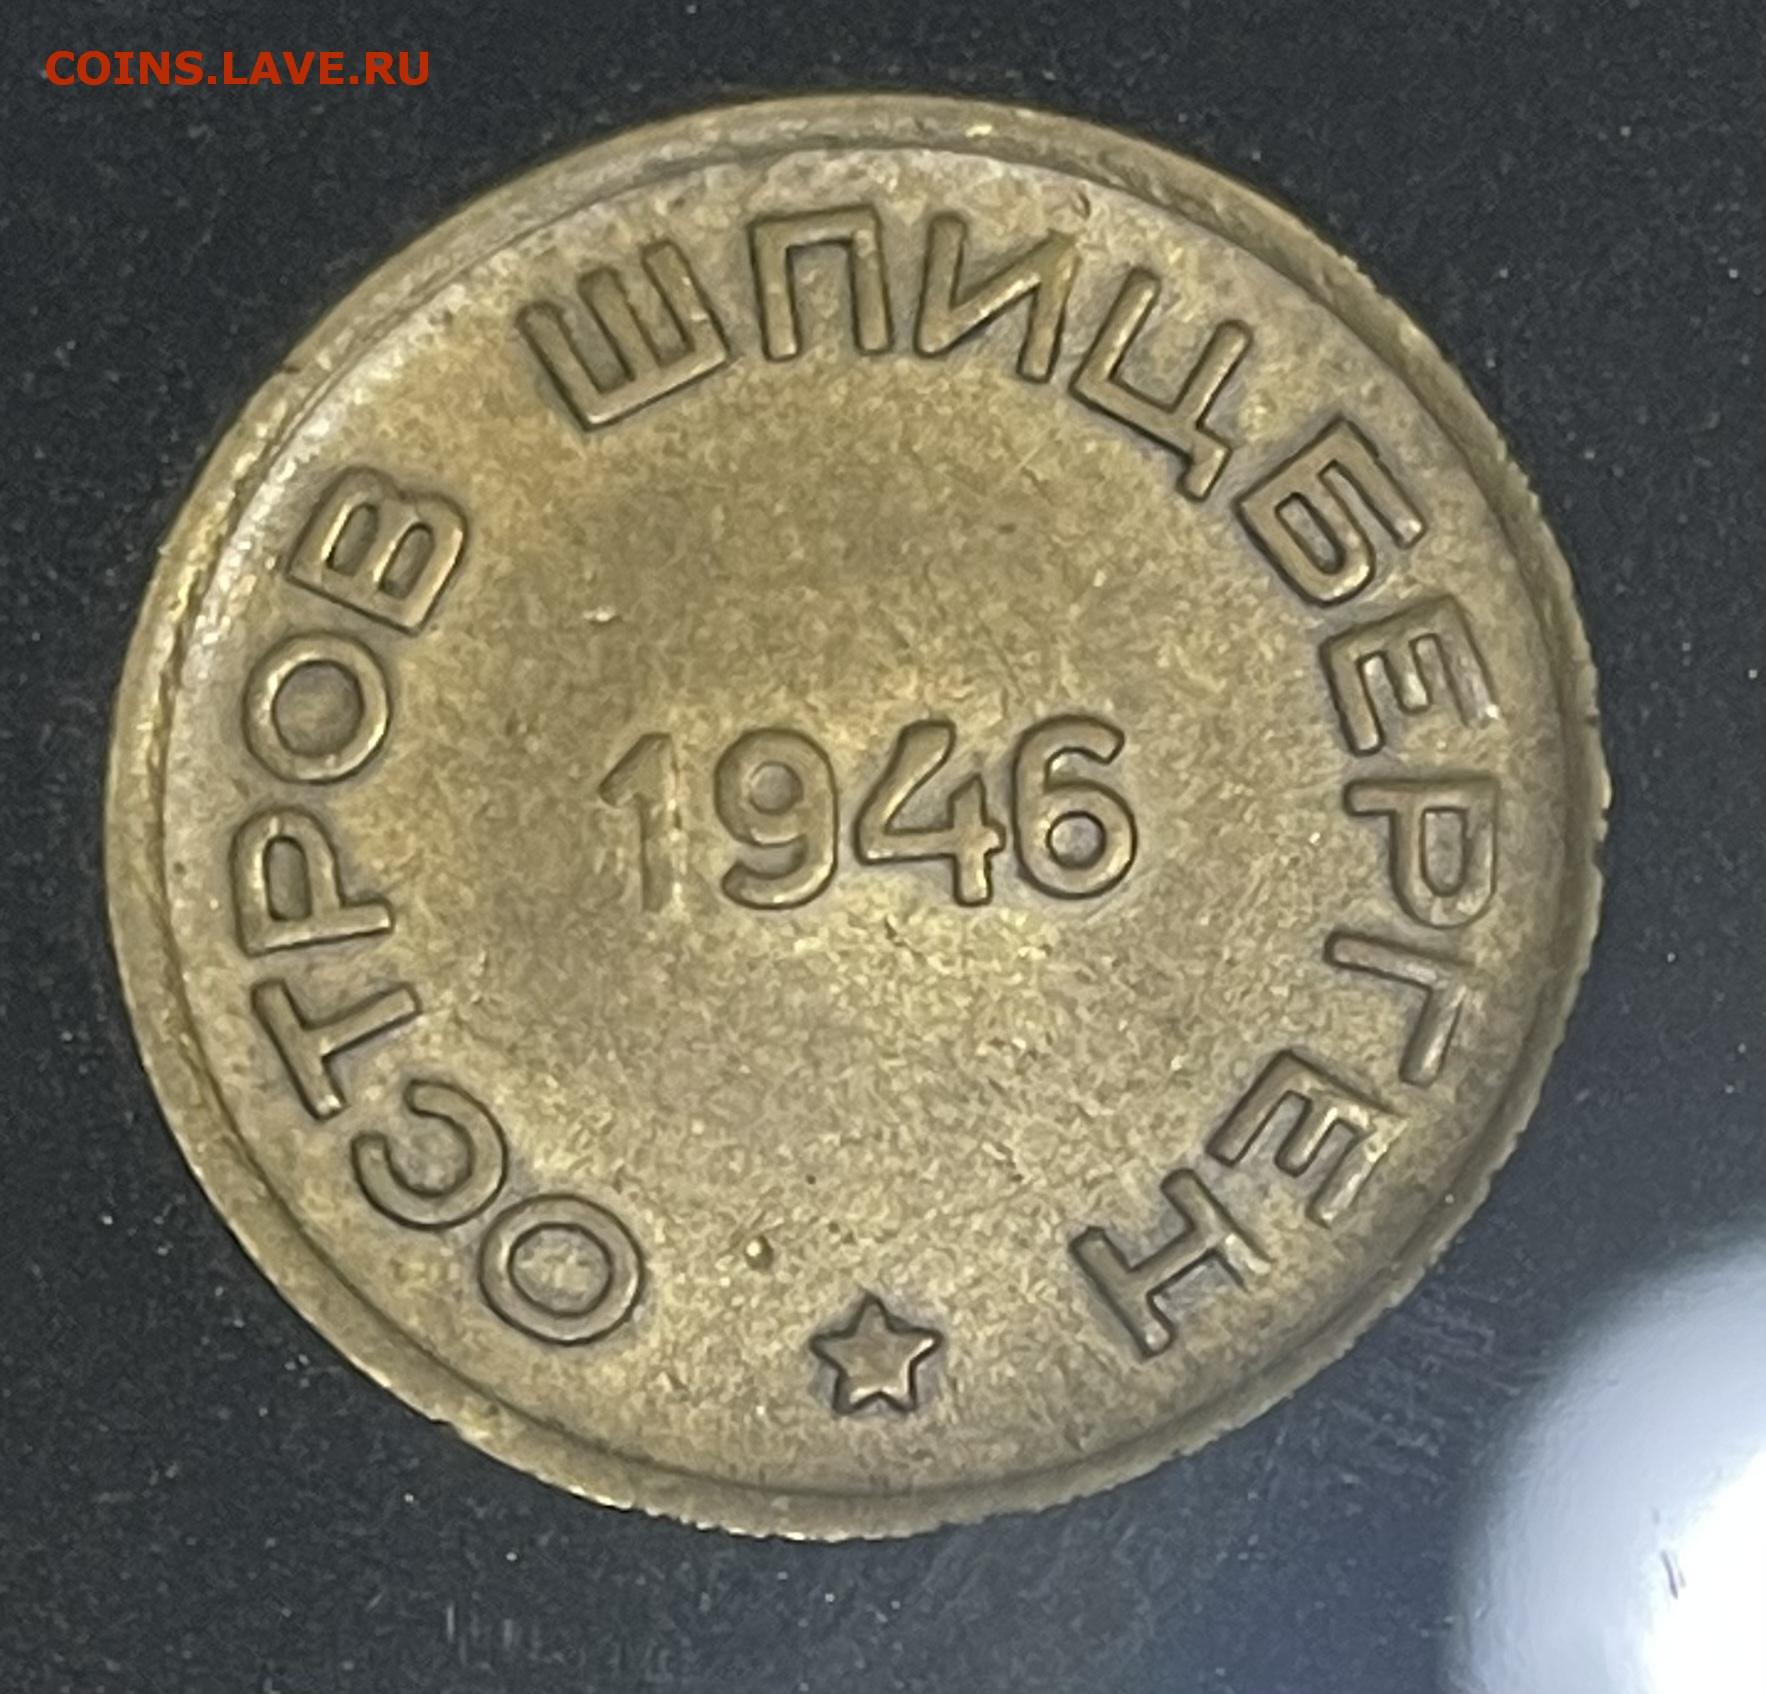 COINS.LAVE.RU
ОСТРОВ ШПИЦБЕРГЕН
1946